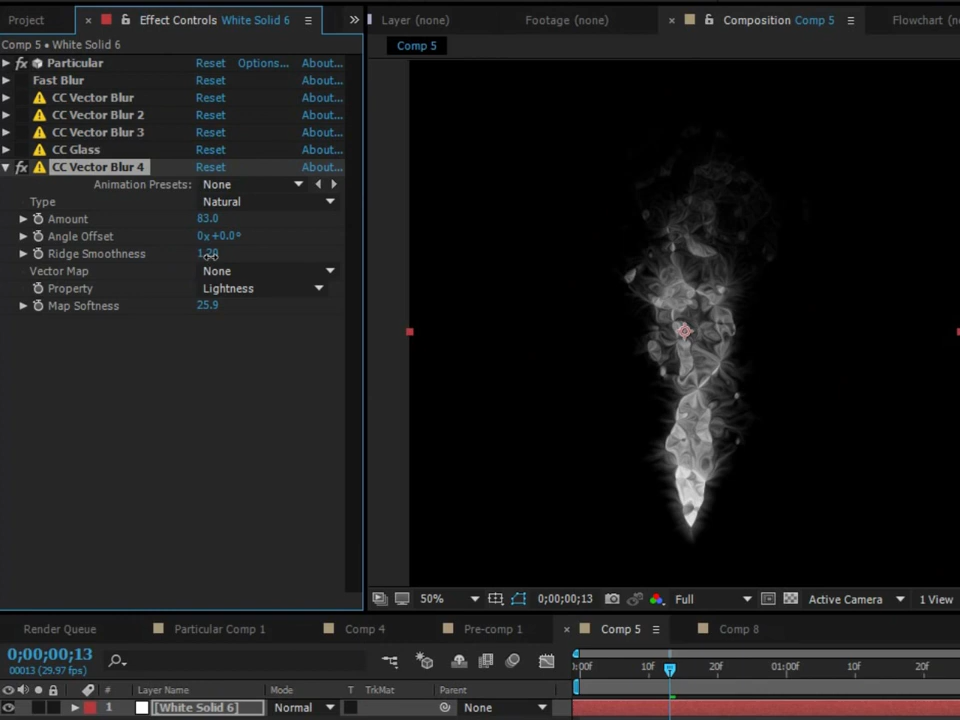 Project
Effect Controls White Solid 6
Layer (none)
Footage (none)
Composition Comp 5
Flowchart (n
Comp 5 • White Solid 6
Comp 5
fx Particular Reset Options... About...
Fast Blur Reset About...
CC Vector Blur Reset About...
CC Vector Blur 2 Reset About...
CC Vector Blur 3 Reset About...
CC Glass Reset About...
fx CC Vector Blur 4 Reset About...
Animation Presets: None
Type Natural
Amount 83.0
Angle Offset 0x+0.0°
Ridge Smoothness
Vector Map None
Property Lightness
Map Softness 25.9
50% 0;00;00;13 Full Active Camera 1 View
Render Queue Particular Comp 1 Comp 4 Pre-comp 1 Comp 5 Comp 8
0;00;00;13
00013 (29.97 fps)
:00f 10f 20f 01:00f 10f 20f
# Layer Name Mode T TrkMat Parent
1 [White Solid 6] Normal None